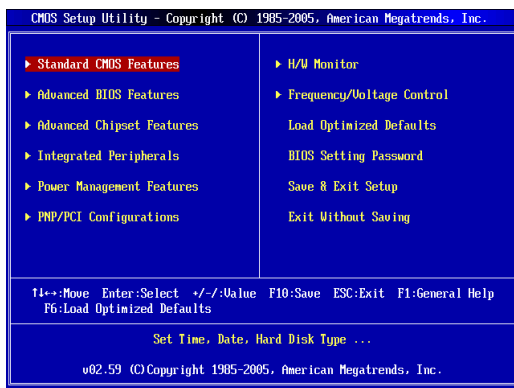 CMOS Setup Utility - Copyright (C) 1985-2005, American Megatrends, Inc.
Standard CMOS Features
Advanced BIOS Features
Advanced Chipset Features
Integrated Peripherals
Power Management Features
PNP/PCI Configurations
H/W Monitor
Frequency/Voltage Control
Load Optimized Defaults
BIOS Setting Password
Save & Exit Setup
Exit Without Saving
↑↓↔:Move Enter:Select +/-/:Value F10:Save ESC:Exit F1:General Help
F6:Load Optimized Defaults
Set Time, Date, Hard Disk Type ...
v02.59 (C)Copyright 1985-2005, American Megatrends, Inc.